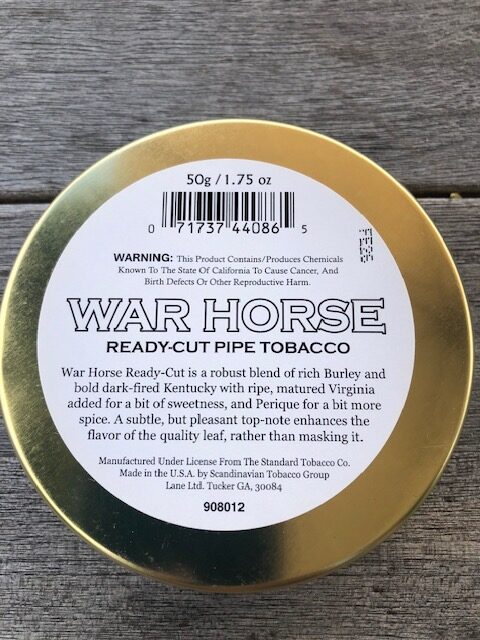 50g / 1.75 oz
0 71737 44086 5
WARNING: This Product Contains/Produces Chemicals
Known To The State Of California To Cause Cancer, And
Birth Defects Or Other Reproductive Harm.
WAR HORSE
READY-CUT PIPE TOBACCO
War Horse Ready-Cut is a robust blend of rich Burley and
bold dark-fired Kentucky with ripe, matured Virginia
added for a bit of sweetness, and Perique for a bit more
spice. A subtle, but pleasant top-note enhances the
flavor of the quality leaf, rather than masking it.
Manufactured Under License From The Standard Tobacco Co.
Made in the U.S.A. by Scandinavian Tobacco Group
Lane Ltd. Tucker GA, 30084
908012